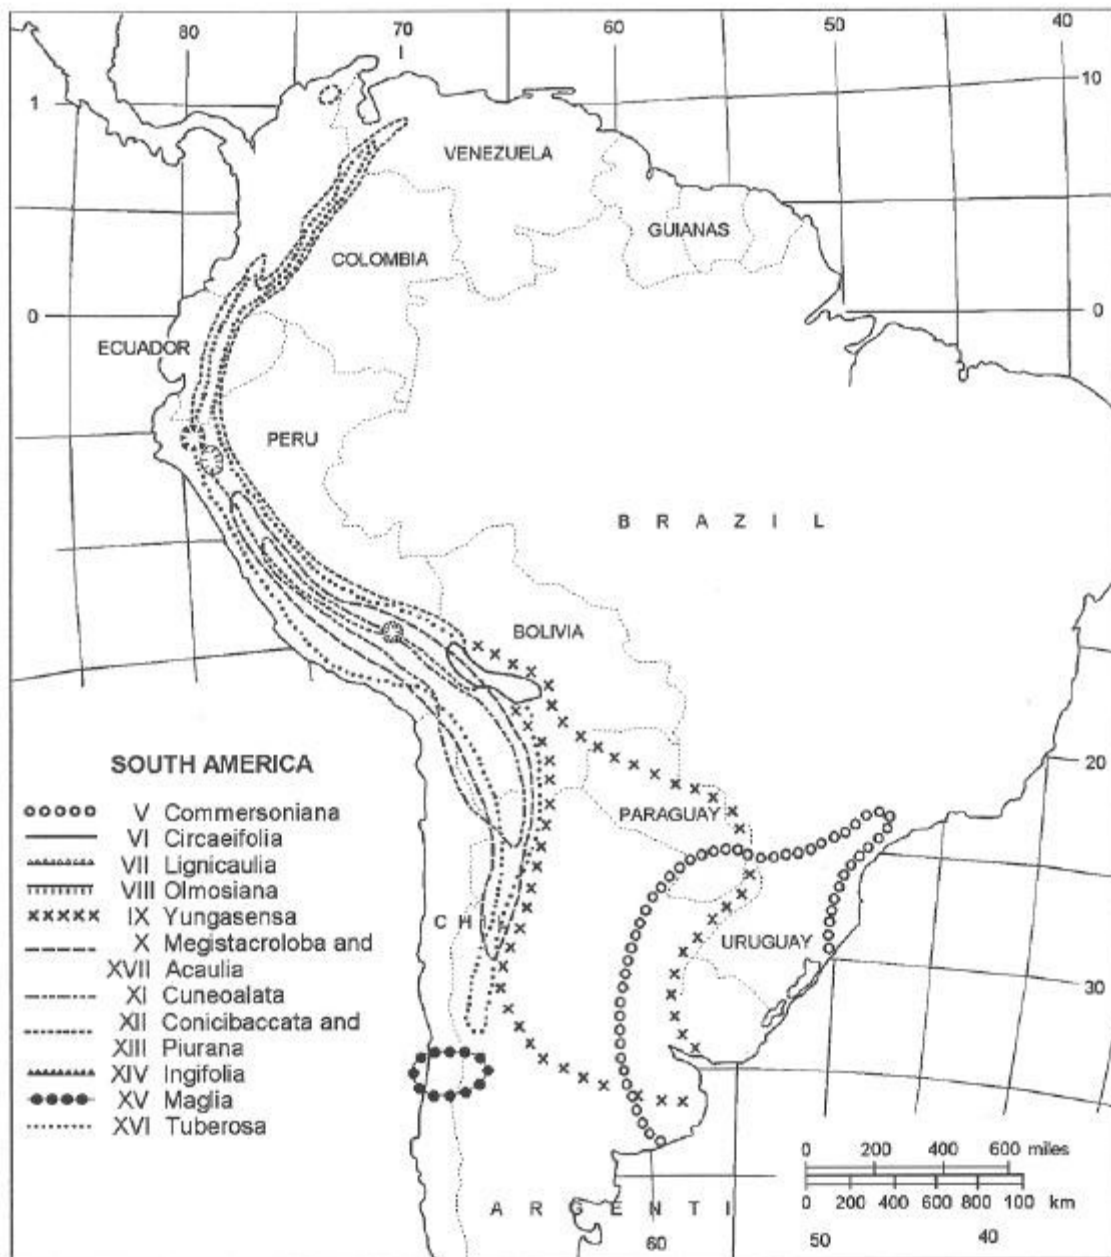 80 70 60 50 40
1
10
VENEZUELA
GUIANAS
COLOMBIA
0
0
ECUADOR
PERU
B R A Z I L
BOLIVIA
SOUTH AMERICA
20
V Commersoniana
PARAGUAY
VI Circaeifolia
VII Lignicaulia
VIII Olmosiana
IX Yungasensa
C H
URUGUAY
X Megistacroloba and
XVII Acaulia
XI Cuneoalata
30
XII Conicibaccata and
XIII Piurana
XIV Ingifolia
XV Maglia
XVI Tuberosa
0 200 400 600 miles
0 200 400 600 800 100 km
A R G E N T I
60 50 40